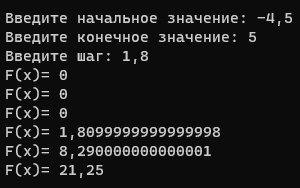 Введите начальное значение: -4,5
Введите конечное значение: 5
Введите шаг: 1,8
F(x)= 0
F(x)= 0
F(x)= 0
F(x)= 1,8099999999999998
F(x)= 8,290000000000001
F(x)= 21,25